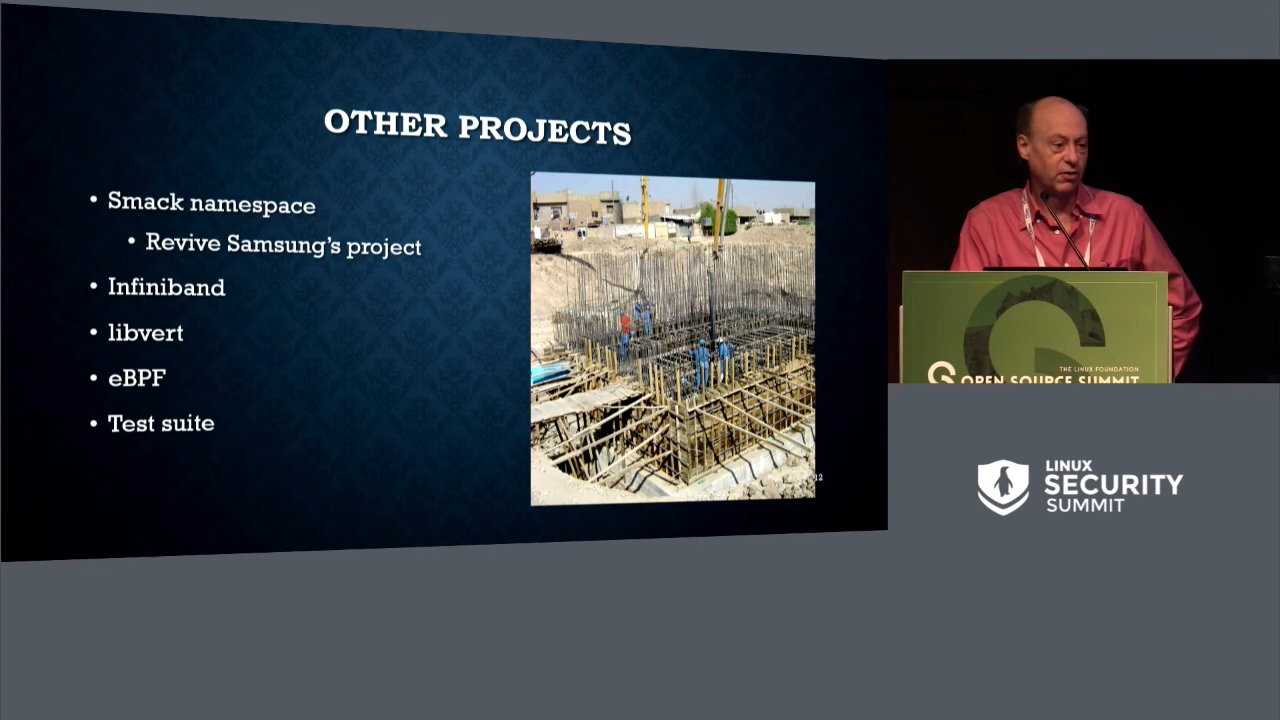 OTHER PROJECTS
• Smack namespace
• Revive Samsung's project
• Infiniband
• libvert
• eBPF
• Test suite
12
THE LINUX FOUNDATION
OPEN SOURCE SUMMIT
LINUX
SECURITY
SUMMIT